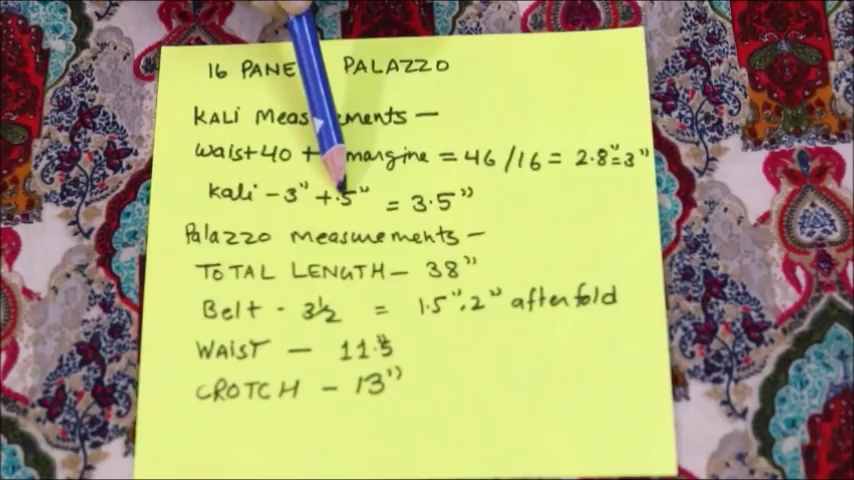 16 PANE PALAZZO
KALI Meas ements —
Waist 40 + margine = 46 /16 = 2.8"=3"
Kali - 3" + .5" = 3.5"
Palazzo measurements —
TOTAL LENGTH — 38"
Belt - 3½ = 1.5", 2" after fold
WAIST — 11.5
CROTCH — 13"